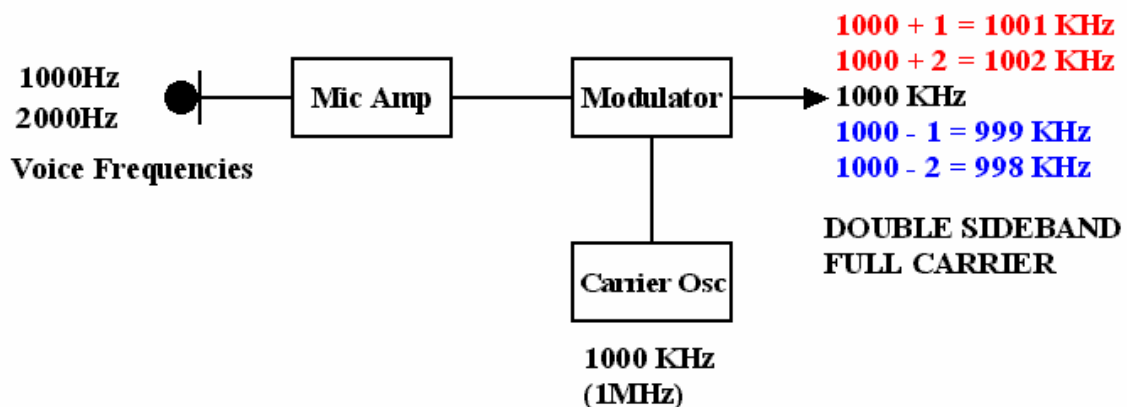 1000Hz
2000Hz
Voice Frequencies
Mic Amp
Modulator
Carrier Osc
1000 KHz
(1MHz)
1000 + 1 = 1001 KHz
1000 + 2 = 1002 KHz
1000 KHz
1000 - 1 = 999 KHz
1000 - 2 = 998 KHz
DOUBLE SIDEBAND
FULL CARRIER